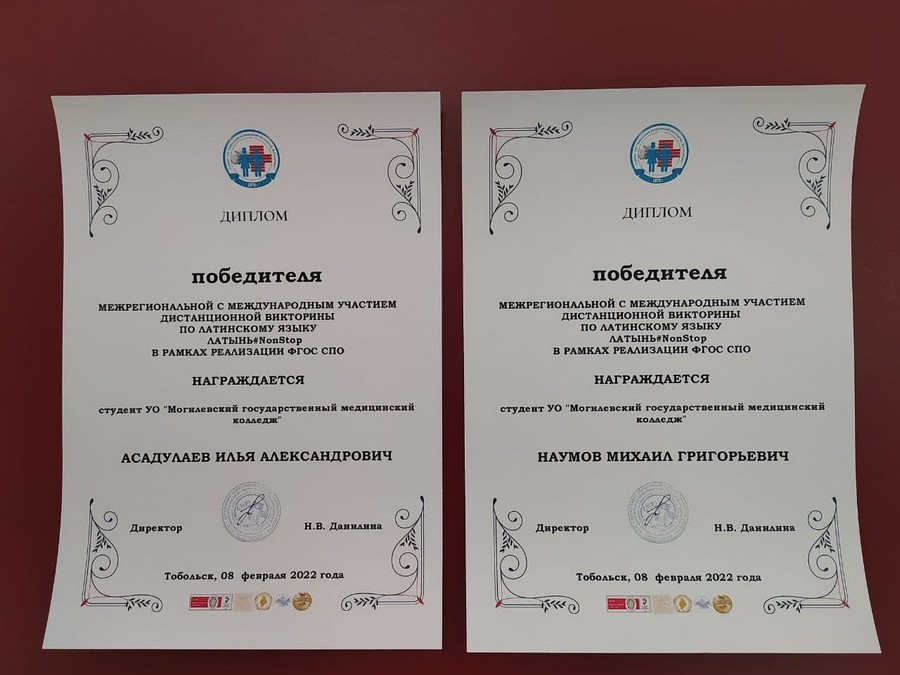 ДИПЛОМ
победителя
МЕЖРЕГИОНАЛЬНОЙ С МЕЖДУНАРОДНЫМ УЧАСТИЕМ
ДИСТАНЦИОННОЙ ВИКТОРИНЫ
ПО ЛАТИНСКОМУ ЯЗЫКУ
ЛАТЫНЬ#NonStop
В РАМКАХ РЕАЛИЗАЦИИ ФГОС СПО
НАГРАЖДАЕТСЯ
студент УО "Могилевский государственный медицинский
колледж"
АСАДУЛАЕВ ИЛЬЯ АЛЕКСАНДРОВИЧ
Директор Н.В. Данилина
Тобольск, 08 февраля 2022 года
ДИПЛОМ
победителя
МЕЖРЕГИОНАЛЬНОЙ С МЕЖДУНАРОДНЫМ УЧАСТИЕМ
ДИСТАНЦИОННОЙ ВИКТОРИНЫ
ПО ЛАТИНСКОМУ ЯЗЫКУ
ЛАТЫНЬ#NonStop
В РАМКАХ РЕАЛИЗАЦИИ ФГОС СПО
НАГРАЖДАЕТСЯ
студент УО "Могилевский государственный медицинский
колледж"
НАУМОВ МИХАИЛ ГРИГОРЬЕВИЧ
Директор Н.В. Данилина
Тобольск, 08 февраля 2022 года